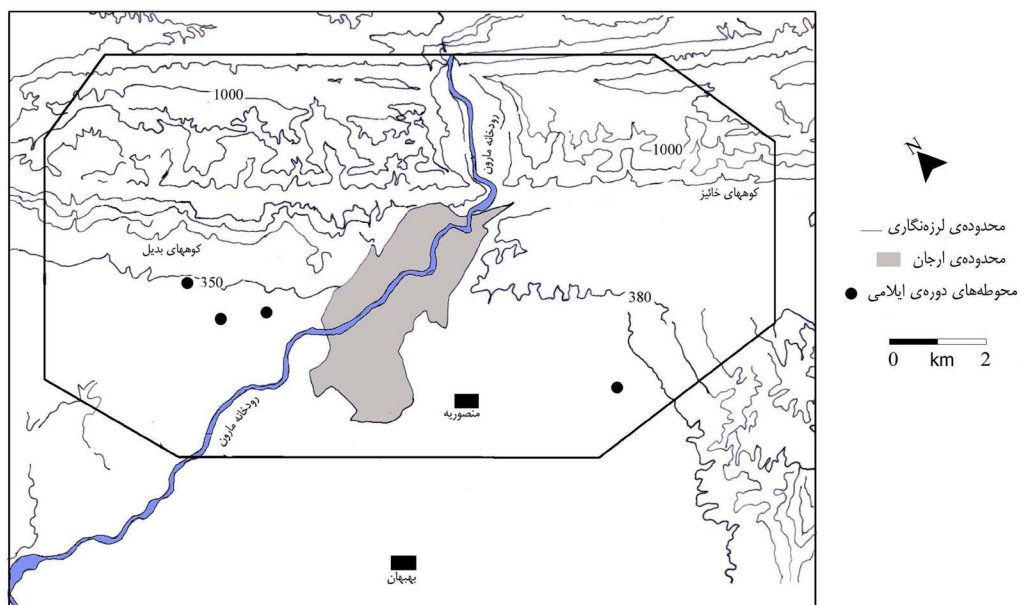 1000
رودخانه مارون
1000
کوههای خائیز
کوههای بدیل
350
380
منصوریه
رودخانه مارون
بهبهان
N
محدوده‌ی لرزه‌نگاری
محدوده‌ی ارجان
محوطه‌های دوره‌ی ایلامی
0 km 2